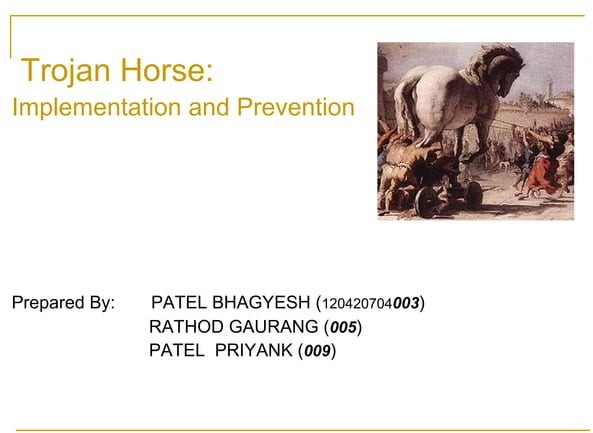 Trojan Horse:
Implementation and Prevention
Prepared By: PATEL BHAGYESH (120420704003)
RATHOD GAURANG (005)
PATEL PRIYANK (009)